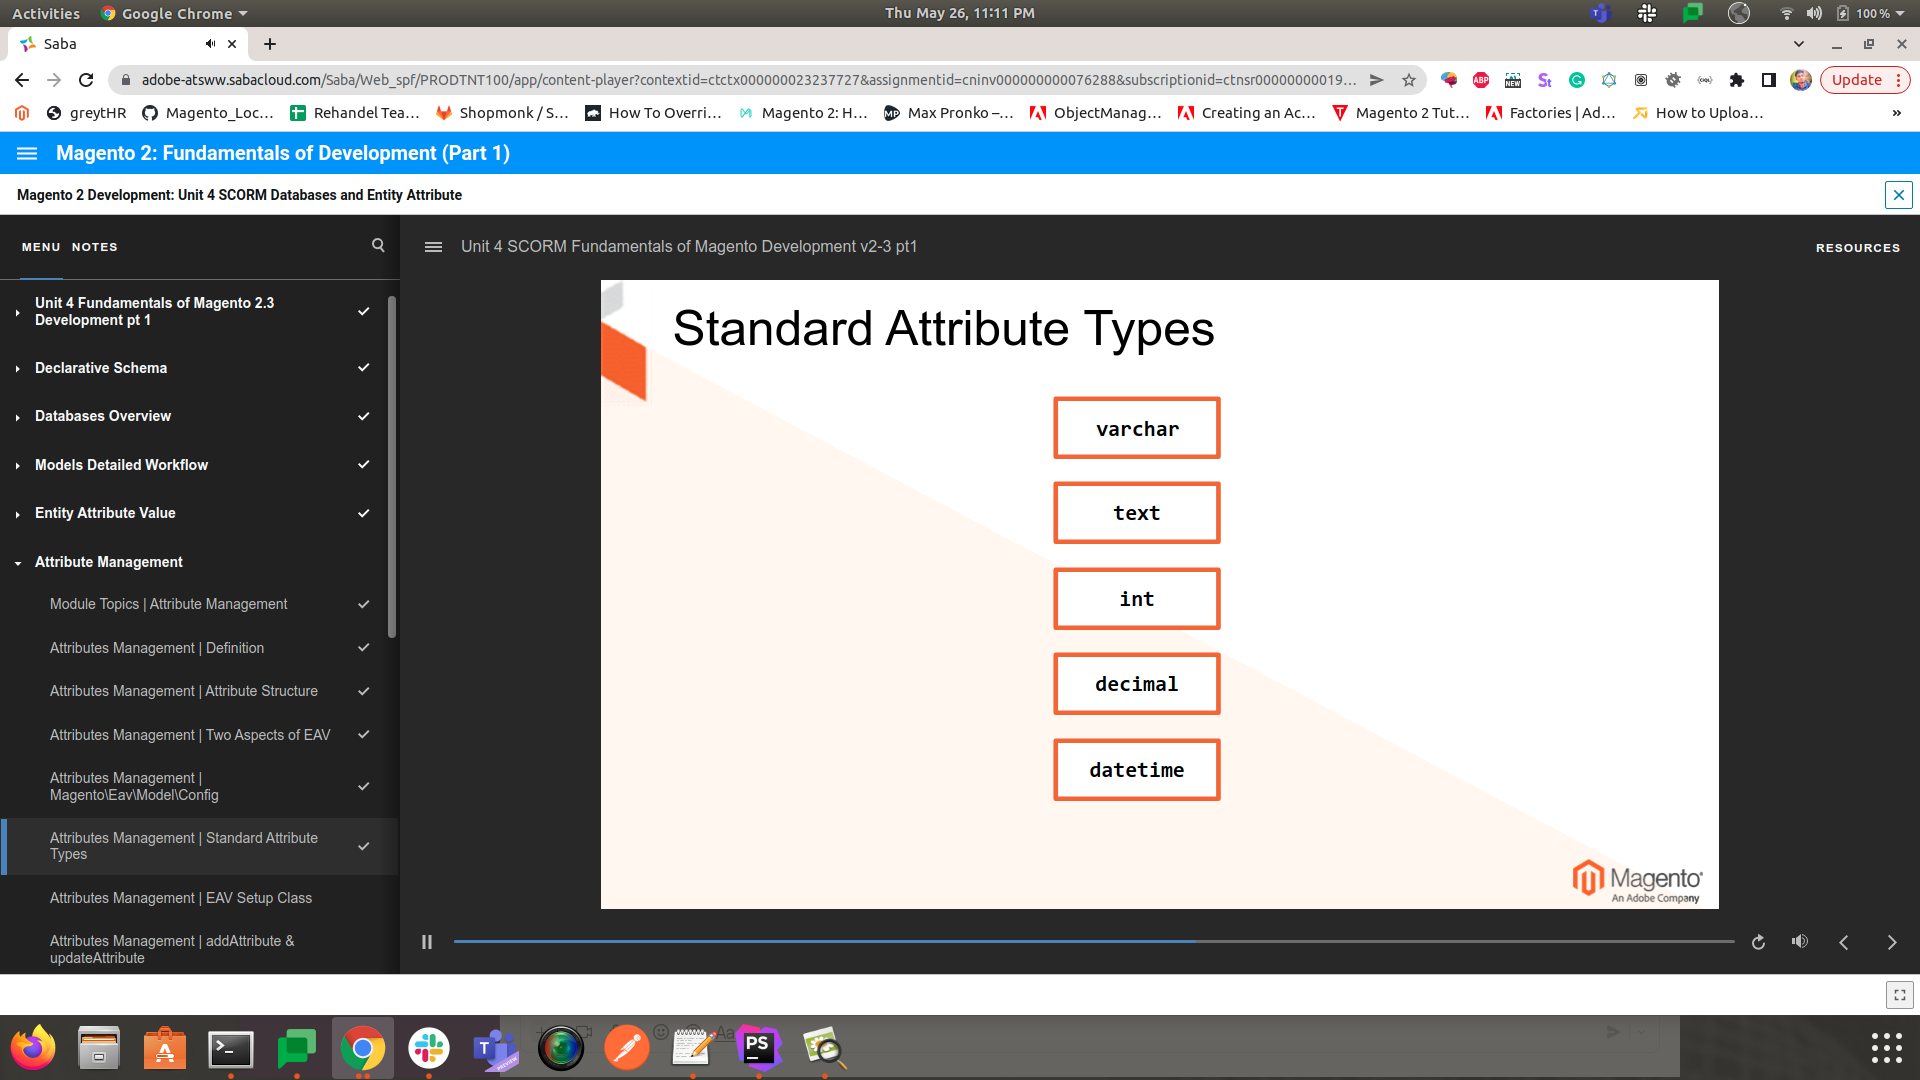 Activities
Google Chrome
Thu May 26, 11:11 PM
100 %
Saba
adobe-atsww.sabacloud.com/Saba/Web_spf/PRODTNT100/app/content-player?contextid=ctctx000000023237727&assignmentid=cninv000000000076288&subscriptionid=ctnsr00000000019...
ABP
NEW
St
Update
greytHR
Magento_Loc...
Rehandel Tea...
Shopmonk / S...
How To Overri...
Magento 2: H...
Max Pronko –...
ObjectManag...
Creating an Ac...
Magento 2 Tut...
Factories | Ad...
How to Uploa...
»
Magento 2: Fundamentals of Development (Part 1)
Magento 2 Development: Unit 4 SCORM Databases and Entity Attribute
MENU
NOTES
Unit 4 SCORM Fundamentals of Magento Development v2-3 pt1
RESOURCES
Unit 4 Fundamentals of Magento 2.3
Development pt 1
Declarative Schema
Databases Overview
Models Detailed Workflow
Entity Attribute Value
Attribute Management
Module Topics | Attribute Management
Attributes Management | Definition
Attributes Management | Attribute Structure
Attributes Management | Two Aspects of EAV
Attributes Management |
Magento\Eav\Model\Config
Attributes Management | Standard Attribute
Types
Attributes Management | EAV Setup Class
Attributes Management | addAttribute &
updateAttribute
Standard Attribute Types
varchar
text
int
decimal
datetime
Magento
An Adobe Company
PS